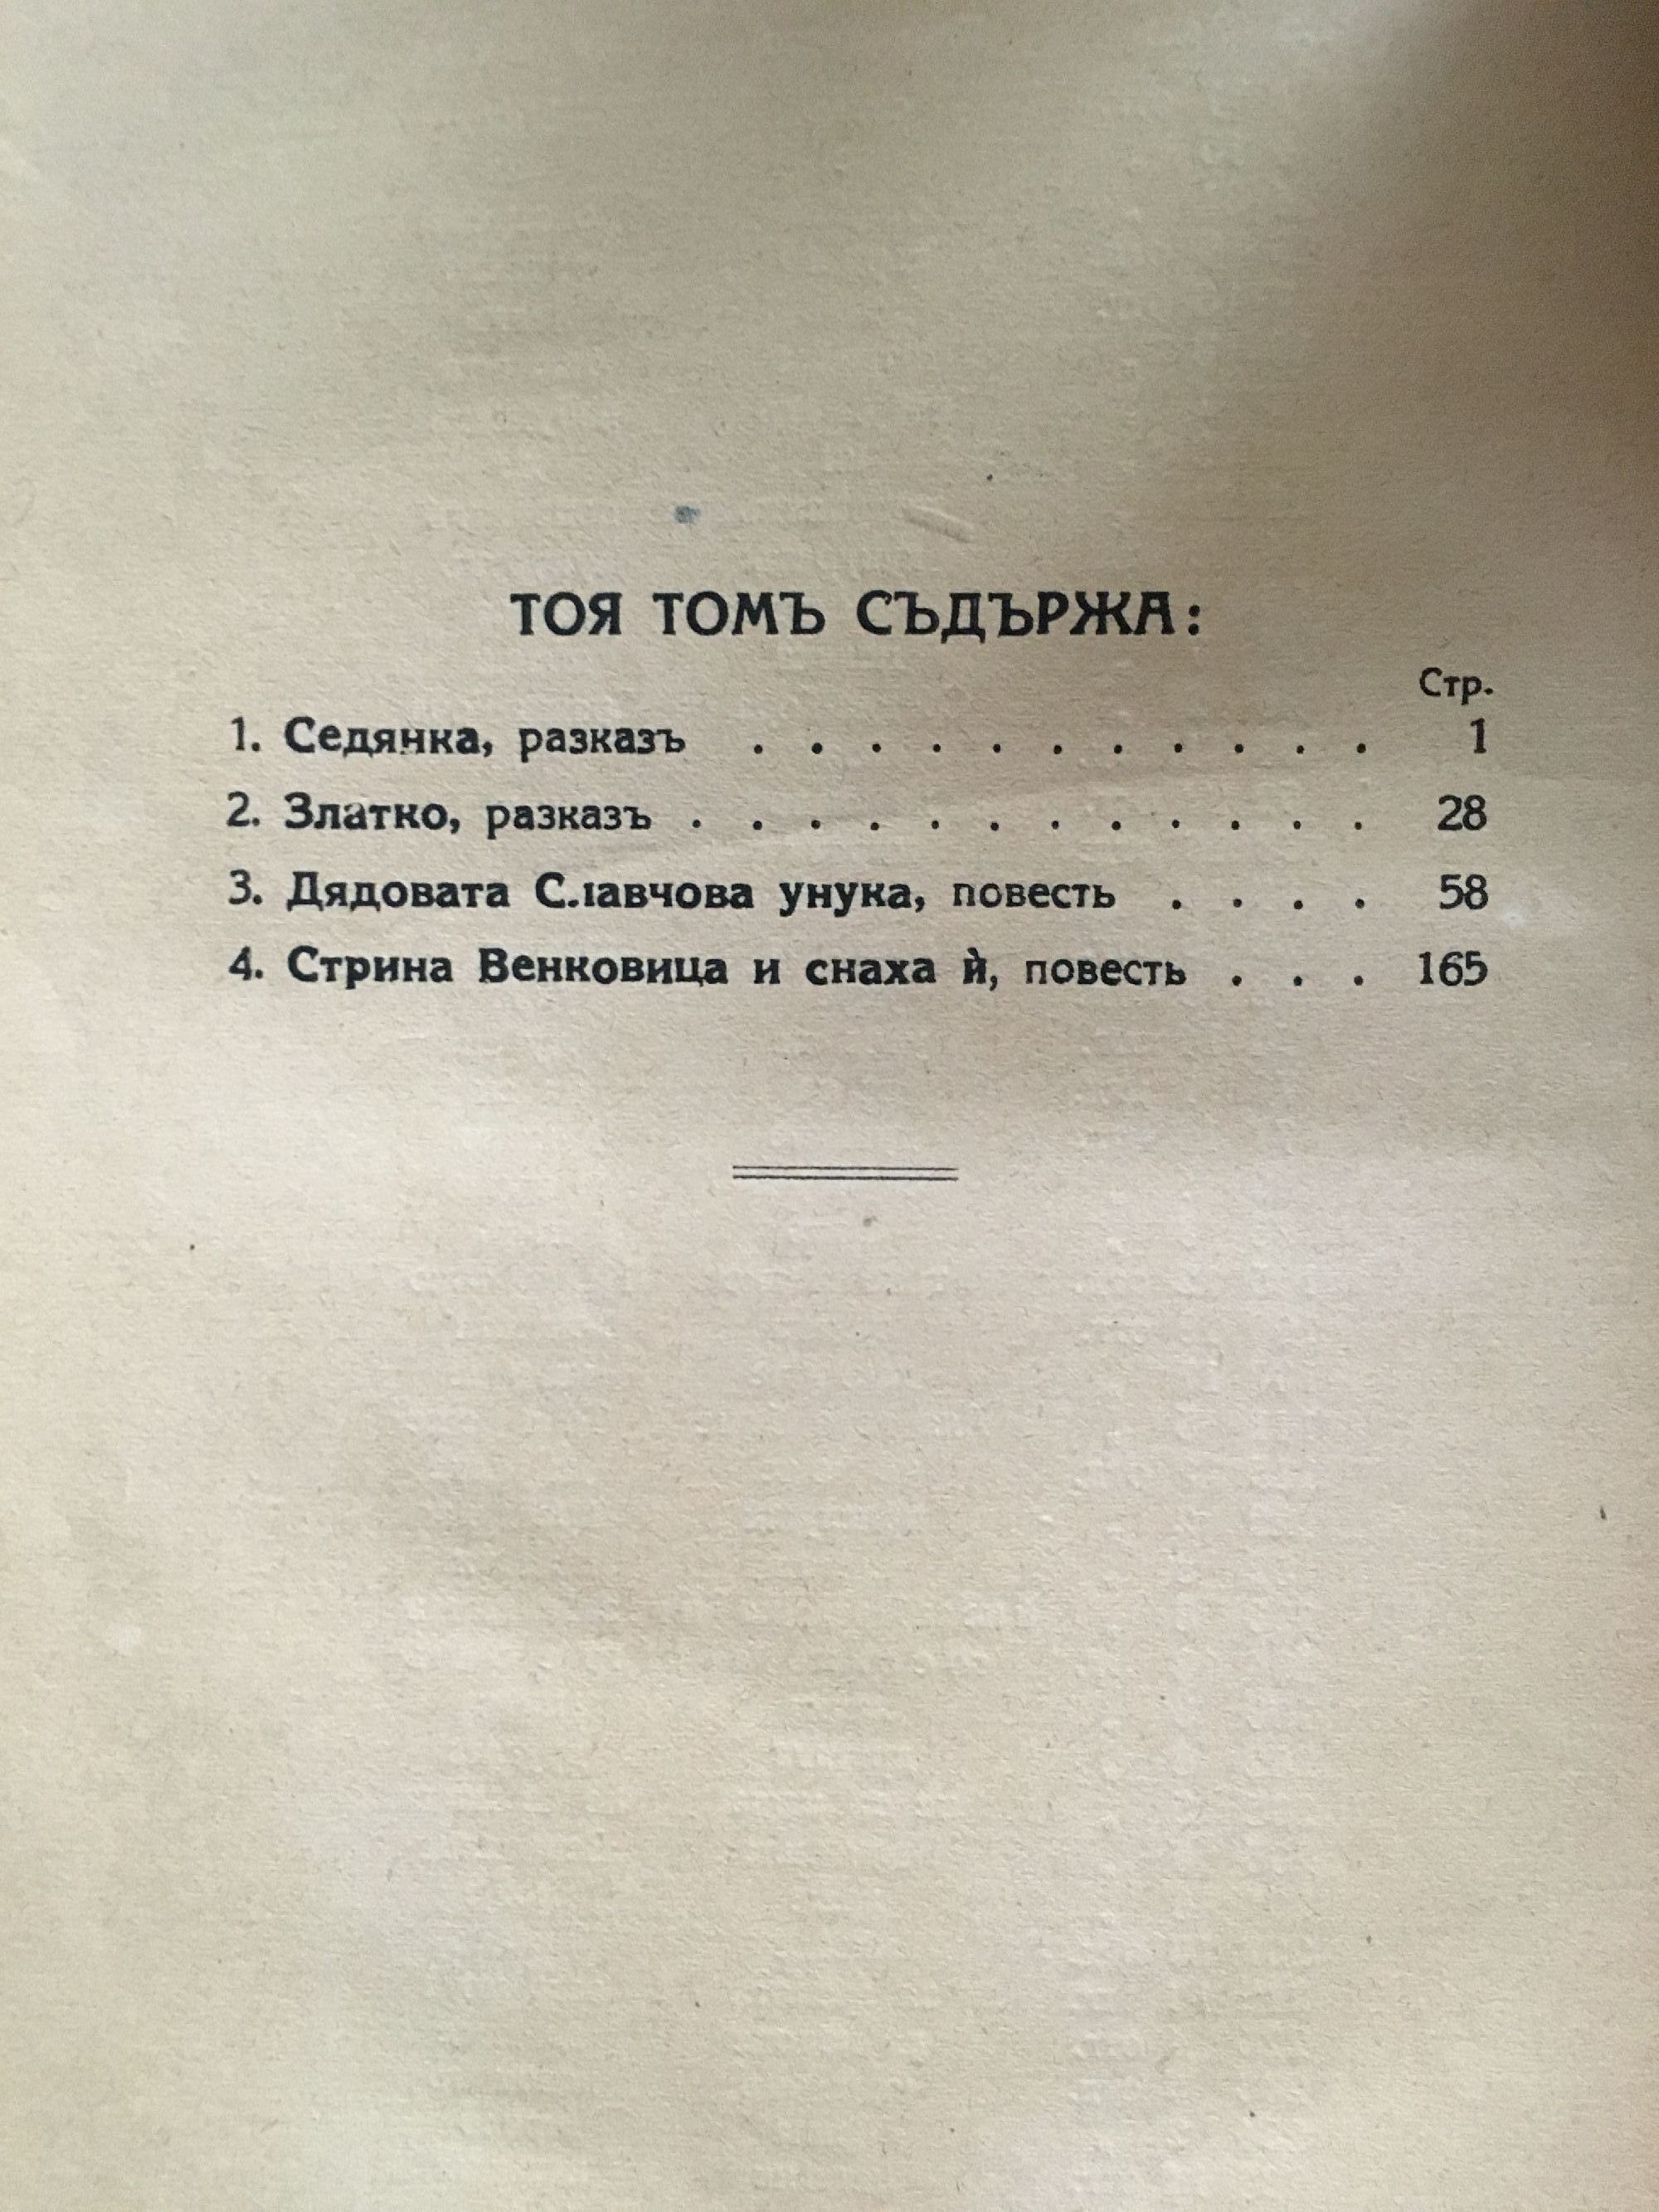 ТОЯ ТОМЪ СЪДЪРЖА:
Стр.
1. Седянка, разказъ . . . . . . . . . . . 1
2. Златко, разказъ . . . . . . . . . . . . 28
3. Дядовата Славчова унука, повесть . . . . 58
4. Стрина Венковица и снаха ѝ, повесть . . . 165